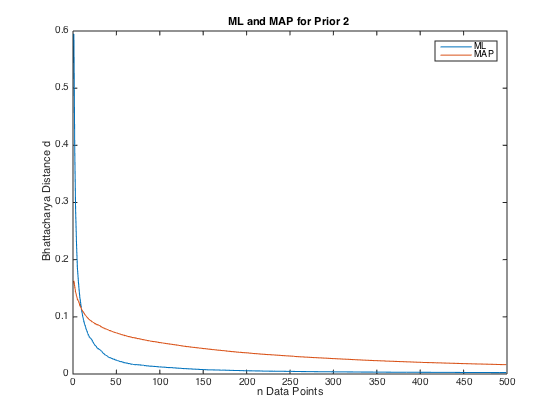 ML and MAP for Prior 2
ML
MAP
0.6
0.5
0.4
0.3
0.2
0.1
0
Bhattacharya Distance d
0 50 100 150 200 250 300 350 400 450 500
n Data Points